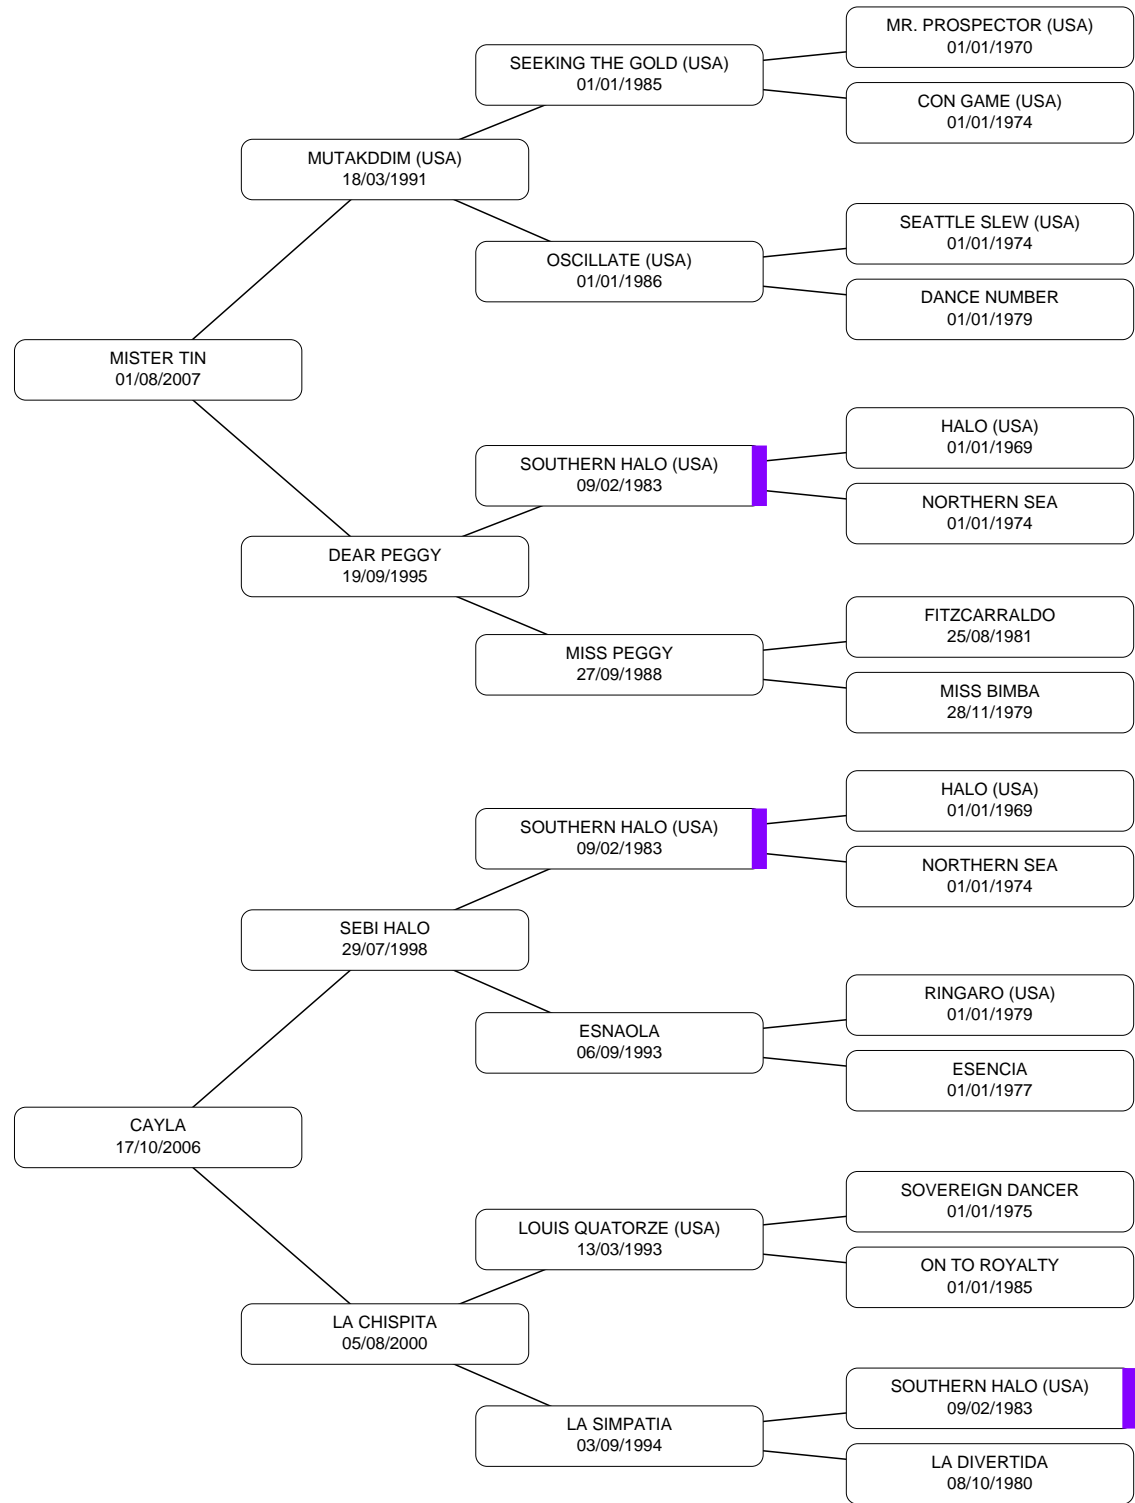 MR. PROSPECTOR (USA)
01/01/1970
SEEKING THE GOLD (USA)
01/01/1985
CON GAME (USA)
01/01/1974
MUTAKDDIM (USA)
18/03/1991
SEATTLE SLEW (USA)
01/01/1974
OSCILLATE (USA)
01/01/1986
DANCE NUMBER
01/01/1979
MISTER TIN
01/08/2007
HALO (USA)
01/01/1969
SOUTHERN HALO (USA)
09/02/1983
NORTHERN SEA
01/01/1974
DEAR PEGGY
19/09/1995
FITZCARRALDO
25/08/1981
MISS PEGGY
27/09/1988
MISS BIMBA
28/11/1979
HALO (USA)
01/01/1969
SOUTHERN HALO (USA)
09/02/1983
NORTHERN SEA
01/01/1974
SEBI HALO
29/07/1998
RINGARO (USA)
01/01/1979
ESNAOLA
06/09/1993
ESENCIA
01/01/1977
CAYLA
17/10/2006
SOVEREIGN DANCER
01/01/1975
LOUIS QUATORZE (USA)
13/03/1993
ON TO ROYALTY
01/01/1985
LA CHISPITA
05/08/2000
SOUTHERN HALO (USA)
09/02/1983
LA SIMPATIA
03/09/1994
LA DIVERTIDA
08/10/1980